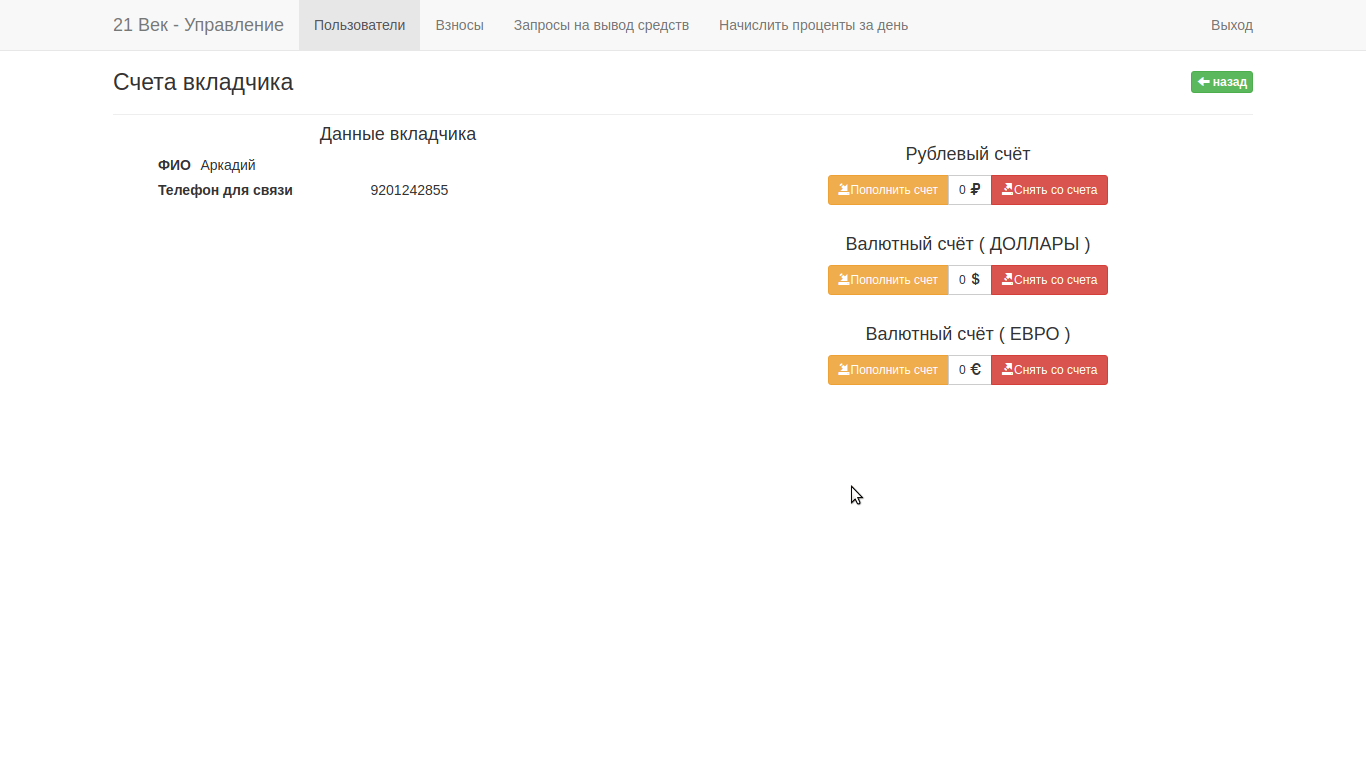 21 Век - Управление Пользователи Взносы Запросы на вывод средств Начислить проценты за день Выход
Счета вкладчика назад
Данные вкладчика
ФИО Аркадий
Телефон для связи 9201242855
Рублевый счёт
Пополнить счет 0 ₽ Снять со счета
Валютный счёт ( ДОЛЛАРЫ )
Пополнить счет 0 $ Снять со счета
Валютный счёт ( ЕВРО )
Пополнить счет 0 € Снять со счета